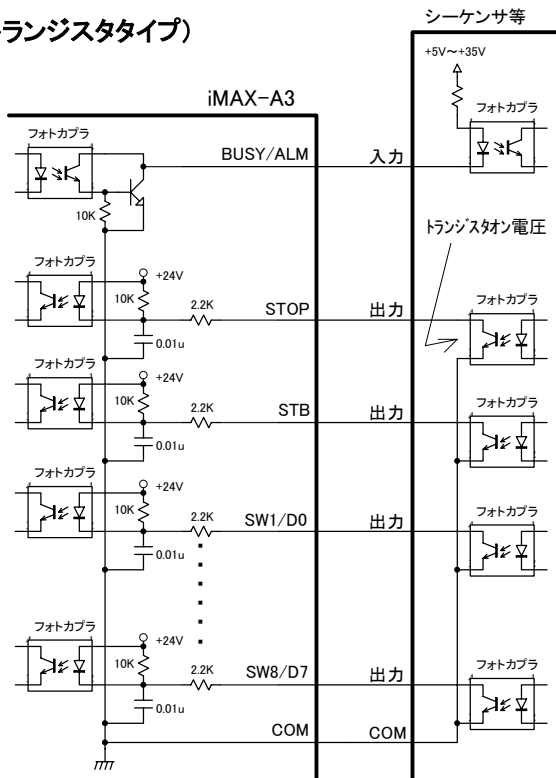 ランジスタタイプ)
シーケンサ等
+5V～+35V
iMAX-A3
フォトカプラ
フォトカプラ
BUSY/ALM
入力
10K
トランジスタオン電圧
フォトカプラ
+24V
10K
2.2K
STOP
出力
フォトカプラ
0.01u
フォトカプラ
+24V
10K
2.2K
STB
出力
フォトカプラ
0.01u
フォトカプラ
+24V
10K
2.2K
SW1/D0
出力
フォトカプラ
0.01u
フォトカプラ
+24V
10K
2.2K
SW8/D7
出力
フォトカプラ
0.01u
COM
COM